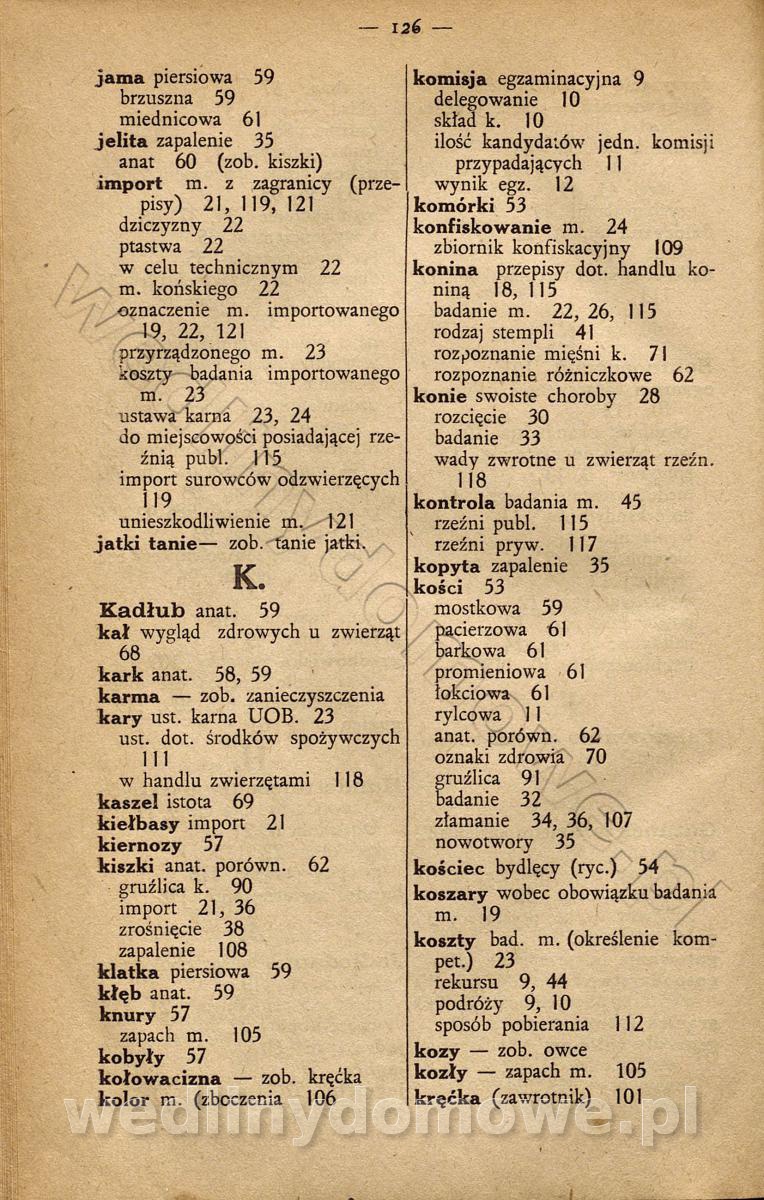 — 126 —
jama piersiowa 59
brzuszna 59
miednicowa 61
jelita zapalenie 35
anat 60 (zob. kiszki)
import m. z zagranicy (prze-
pisy) 21, 119, 121
dziczyzny 22
ptastwa 22
w celu technicznym 22
m. końskiego 22
oznaczenie m. importowanego
19, 22, 121
przyrządzonego m. 23
koszty badania importowanego
m. 23
ustawa karna 23, 24
do miejscowości posiadającej rze-
źnią publ. 115
import surowców odzwierzęcych
119
unieszkodliwienie m. 121
jatki tanie— zob. tanie jatki.
K.
Kadłub anat. 59
kał wygląd zdrowych u zwierząt
68
kark anat. 58, 59
karma — zob. zanieczyszczenia
kary ust. karna UOB. 23
ust. dot. środków spożywczych
111
w handlu zwierzętami 118
kaszel istota 69
kiełbasy import 21
kiernozy 57
kiszki anat. porówn. 62
gruźlica k. 90
import 21, 36
zrośnięcie 38
zapalenie 108
klatka piersiowa 59
kłęb anat. 59
knury 57
zapach m. 105
kobyły 57
kołowacizna — zob. kręćka
kolor m. (zboczenia 106
komisja egzaminacyjna 9
delegowanie 10
skład k. 10
ilość kandydatów jedn. komisji
przypadających 11
wynik egz. 12
komórki 53
konfiskowanie m. 24
zbiornik konfiskacyjny 109
konina przepisy dot. handlu ko-
niną 18, 115
badanie m. 22, 26, 115
rodzaj stempli 41
rozpoznanie mięśni k. 71
rozpoznanie różniczkowe 62
konie swoiste choroby 28
rozcięcie 30
badanie 33
wady zwrotne u zwierząt rzeźn.
118
kontrola badania m. 45
rzeźni publ. 115
rzeźni pryw. 117
kopyta zapalenie 35
kości 53
mostkowa 59
pacierzowa 61
barkowa 61
promieniowa 61
łokciowa 61
rylcowa 11
anat. porówn. 62
oznaki zdrowia 70
gruźlica 91
badanie 32
złamanie 34, 36, 107
nowotwory 35
kościec bydlęcy (ryc.) 54
koszary wobec obowiązku badania
m. 19
koszty bad. m. (określenie kom-
pet.) 23
rekursu 9, 44
podróży 9, 10
sposób pobierania 112
kozy — zob. owce
kozły — zapach m. 105
kręćka (zawrotnik) 101
wedlinydomowe.pl
wedlinydomowe.pl